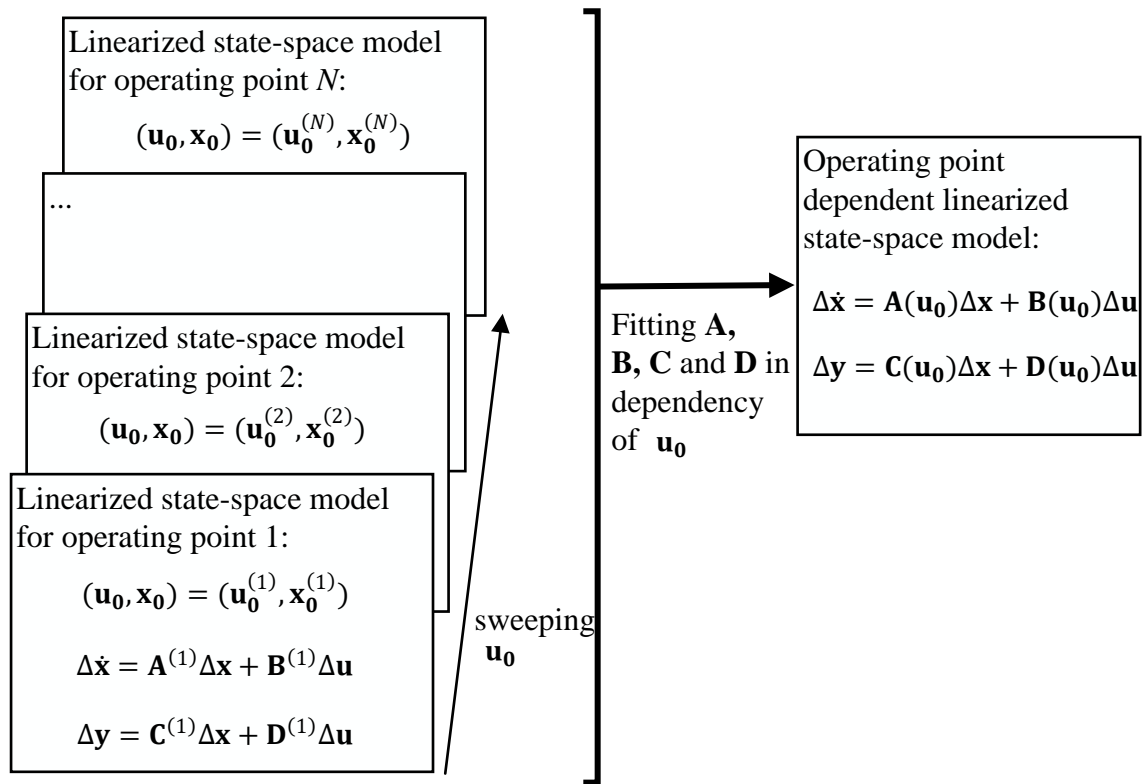 Linearized state-space model
for operating point N:
(u₀, x₀) = (u₀⁽ᴺ⁾, x₀⁽ᴺ⁾)
...
Linearized state-space model
for operating point 2:
(u₀, x₀) = (u₀⁽²⁾, x₀⁽²⁾)
Linearized state-space model
for operating point 1:
(u₀, x₀) = (u₀⁽¹⁾, x₀⁽¹⁾)
Δẋ = A⁽¹⁾Δx + B⁽¹⁾Δu
Δy = C⁽¹⁾Δx + D⁽¹⁾Δu
sweeping
u₀
Fitting A,
B, C and D in
dependency
of u₀
Operating point
dependent linearized
state-space model:
Δẋ = A(u₀)Δx + B(u₀)Δu
Δy = C(u₀)Δx + D(u₀)Δu